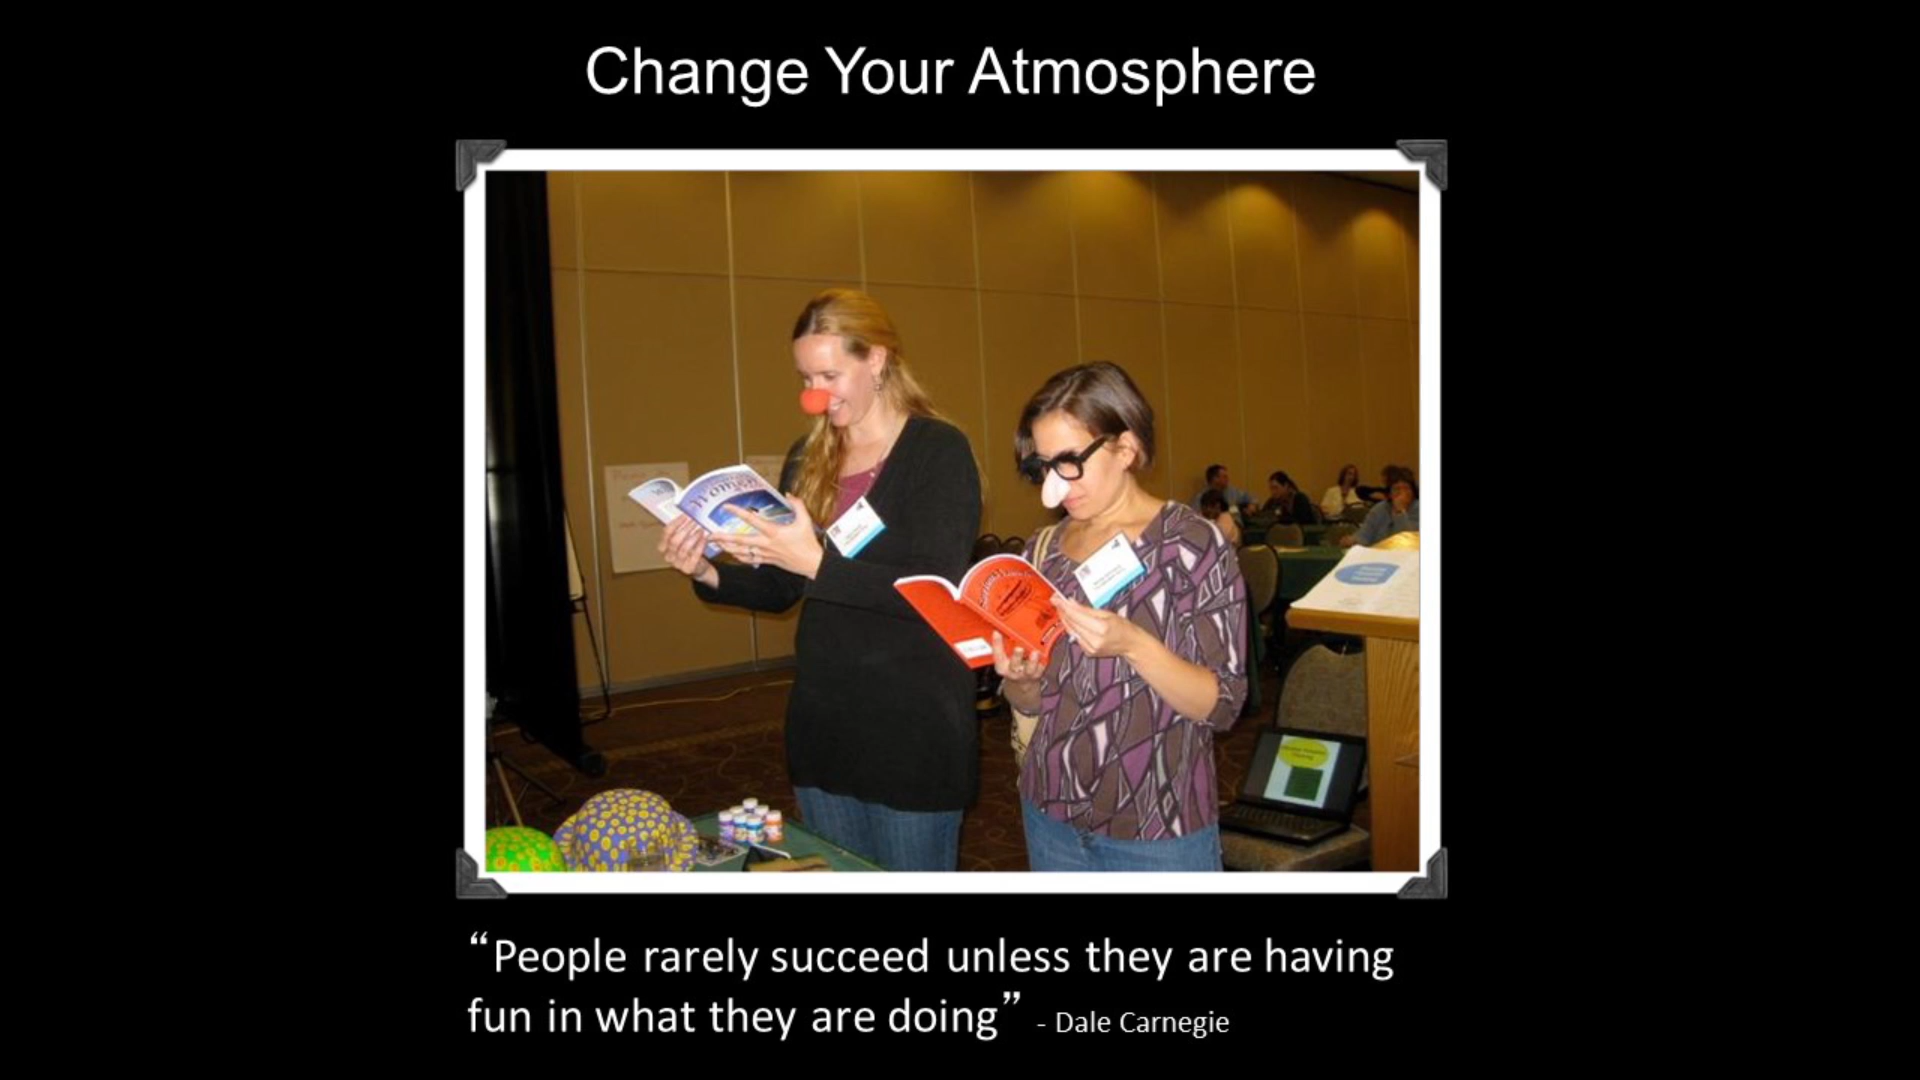 Change Your Atmosphere
“People rarely succeed unless they are having
fun in what they are doing” - Dale Carnegie